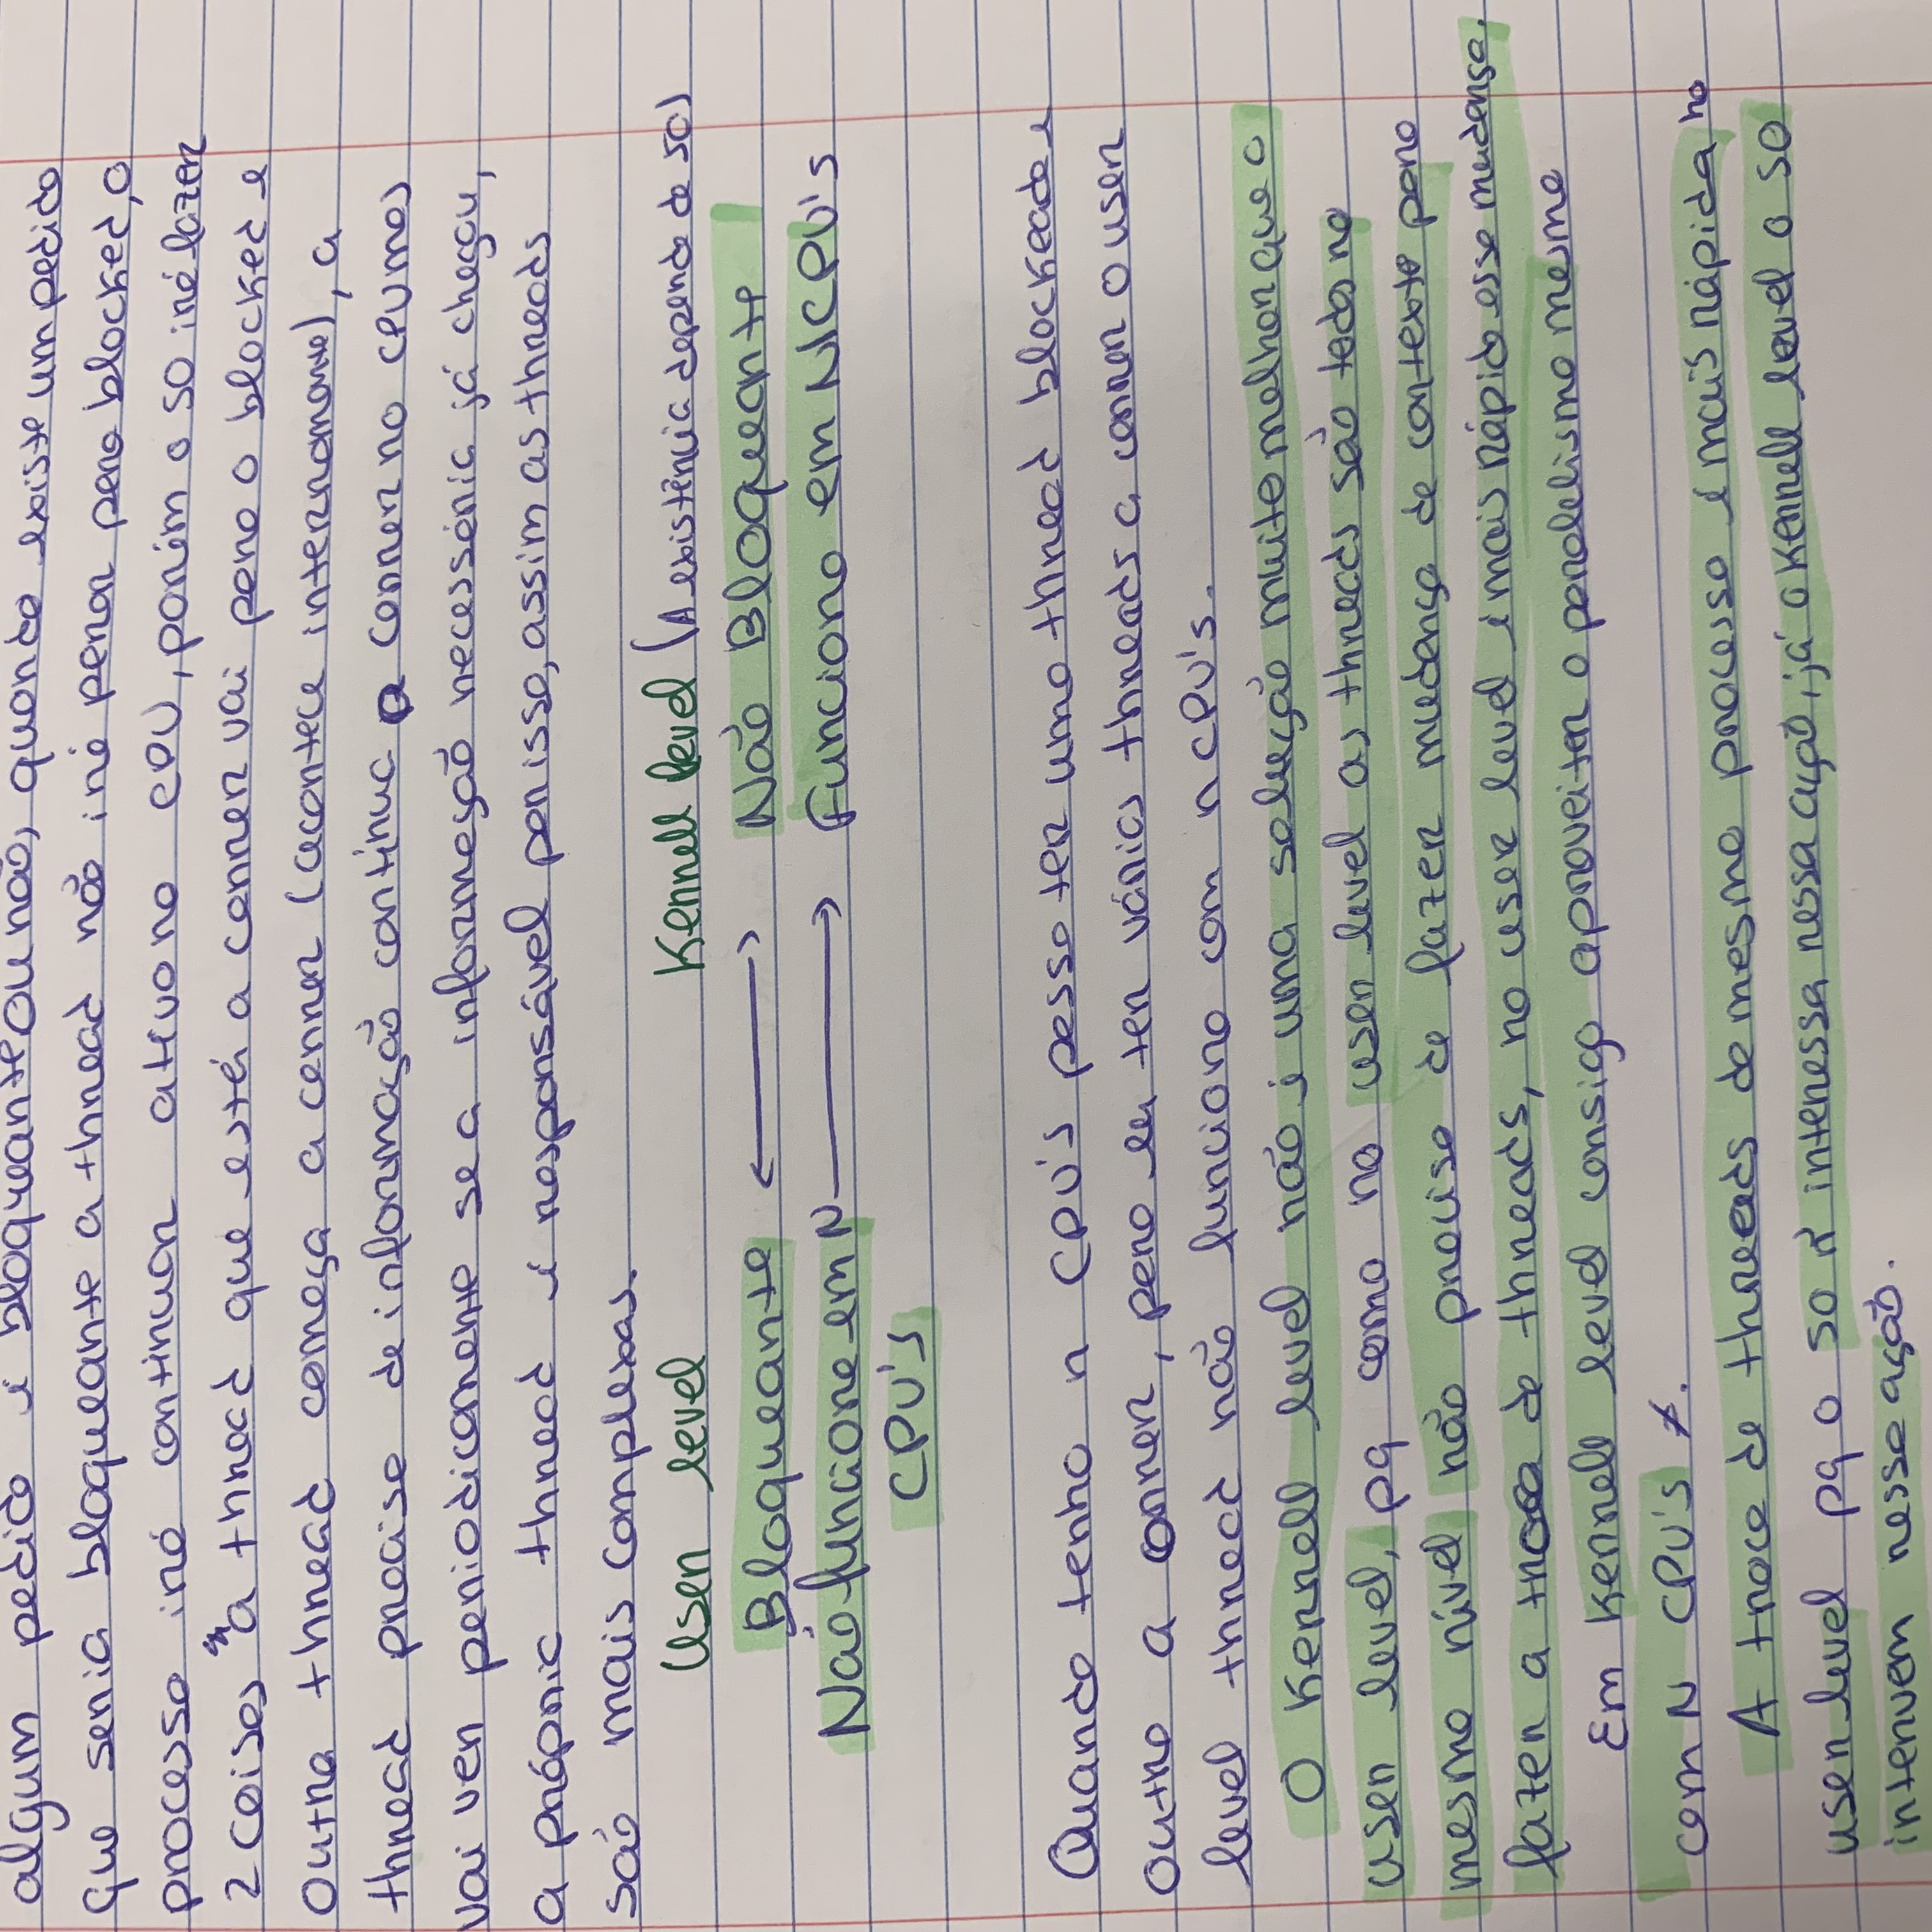 algum pedido é bloqueante ou não, quando existe um pedido
que seria bloqueante a thread não irá parar para blocked, o
processo irá continuar ativo no CPU, porém o SO irá fazer
2 coisas a thread que está a correr vai para o blocked e
outra thread começa a correr (acontece internamente), a
thread precisa de informação continua a correr no CPU mas
vai ver periodicamente se a informação necessária já chegou,
a própria thread é responsável por isso, assim as threads
são mais complexas.
User level Kernell level (A existência depende do SO)
Bloqueante ⟷ Não Bloqueante
Não funciona em N ⟶ Funciona em N CPU's
CPU's
Quando tenho n CPU's posso ter uma thread blockeada e
outra a correr, para eu ter várias threads a correr o user
level thread não funciona com n CPU's.
O Kernell level não é uma solução muito melhor que o
user level, pq como no user level as threads são todas no
mesmo nível não preciso de fazer mudança de contexto para
fazer a troca de threads, no user level é mais rápido essa mudança.
Em Kernell level consigo aproveitar o paralelismo mesmo
com N CPU's ≠.
A troca de threads do mesmo processo é mais rápida no
user level pq o SO ñ interessa nessa ação, já o Kernell level o SO
intervem nessa ação.